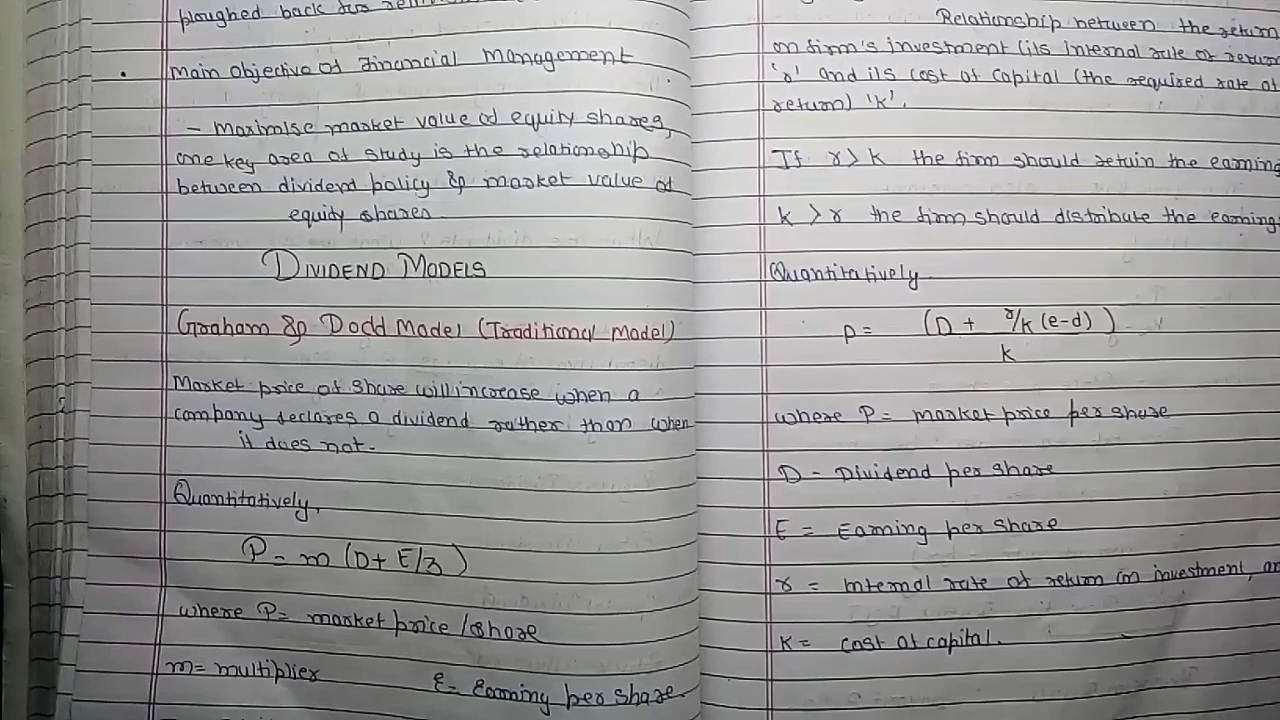 ploughed back for
• Main objective of Financial Management
- Maximise market value of equity shares,
one key area of study is the relationship
between dividend policy & market value of
equity shares
DIVIDEND MODELS
Graham & Dodd Model (Traditional Model)
Market price of share will increase when a
company declares a dividend rather than when
it does not.
Quantitatively,
P = m (D + E/3)
where P = market price / share
m = multiplier E = Earning per share.
Relationship between the return
on firm's investment (its internal rate of return
'r' and its cost of capital (the required rate of
return) 'k'.
If r > k the firm should retain the earning
k > r the firm should distribute the earning
Quantitatively
P = (D + r/k (e-d))
k
where P = market price per share
D - Dividend per share
E = Earning per share
r = Internal rate of return on investment, an
K = cost of capital.